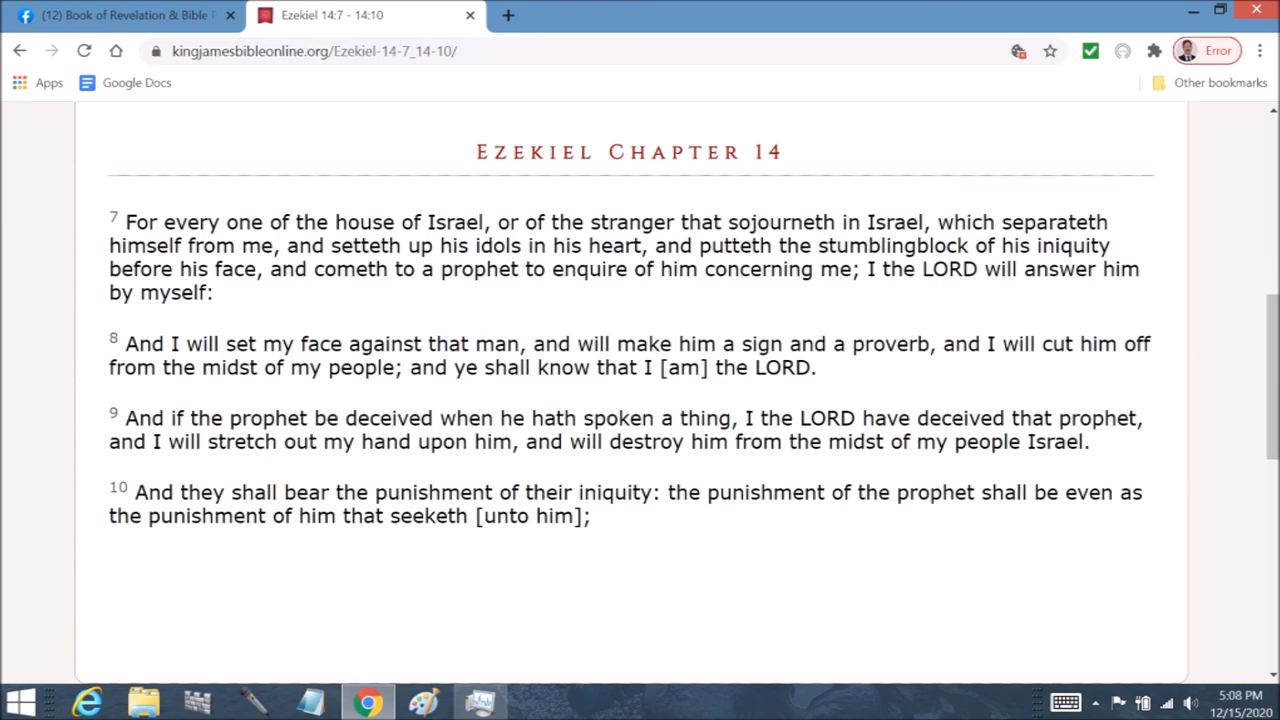 (12) Book of Revelation & Bible P
Ezekiel 14:7 - 14:10
kingjamesbibleonline.org/Ezekiel-14-7_14-10/
Error
Apps
Google Docs
Other bookmarks
EZEKIEL CHAPTER 14
7 For every one of the house of Israel, or of the stranger that sojourneth in Israel, which separateth
himself from me, and setteth up his idols in his heart, and putteth the stumblingblock of his iniquity
before his face, and cometh to a prophet to enquire of him concerning me; I the LORD will answer him
by myself:
8 And I will set my face against that man, and will make him a sign and a proverb, and I will cut him off
from the midst of my people; and ye shall know that I [am] the LORD.
9 And if the prophet be deceived when he hath spoken a thing, I the LORD have deceived that prophet,
and I will stretch out my hand upon him, and will destroy him from the midst of my people Israel.
10 And they shall bear the punishment of their iniquity: the punishment of the prophet shall be even as
the punishment of him that seeketh [unto him];
5:08 PM
12/15/2020